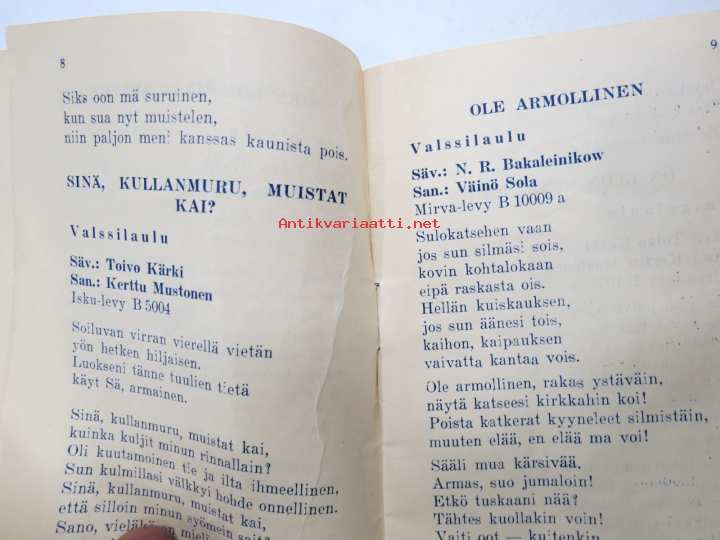 8
Siks oon mä suruinen,
kun sua nyt muistelen,
niin paljon meni kanssas kaunista pois.
SINÄ, KULLANMURU, MUISTAT
KAI?
Valssilaulu
Säv.: Toivo Kärki
San.: Kerttu Mustonen
Isku-levy B 5004
Soiluvan virran vierellä vietän
yön hetken hiljaisen.
Luokseni tänne tuulien tietä
käyt Sä, armainen.
Sinä, kullanmuru, muistat kai,
kuinka kuljit minun rinnallain?
Oli kuutamoinen tie ja ilta ihmeellinen,
Sun kulmillasi välkkyi hohde onnellinen.
Sinä, kullanmuru, muistat kai,
että silloin minun syömein sait?
Sano, vieläkö on
9
OLE ARMOLLINEN
Valssilaulu
Säv.: N. R. Bakaleinikow
San.: Väinö Sola
Mirva-levy B 10009 a
Antikvariaatti.net
Sulokatsehen vaan
jos sun silmäsi sois,
kovin kohtalokaan
eipä raskasta ois.
Hellän kuiskauksen,
jos sun äänesi tois,
kaihon, kaipauksen
vaivatta kantaa vois.
Ole armollinen, rakas ystäväin,
näytä katseesi kirkkahin koi!
Poista katkerat kyyneleet silmistäin,
muuten elää, en elää ma voi!
Sääli mua kärsivää.
Armas, suo jumaloin!
Etkö tuskaani nää?
Tähtes kuollakin voin!
Vaiti oot — kuitenkin